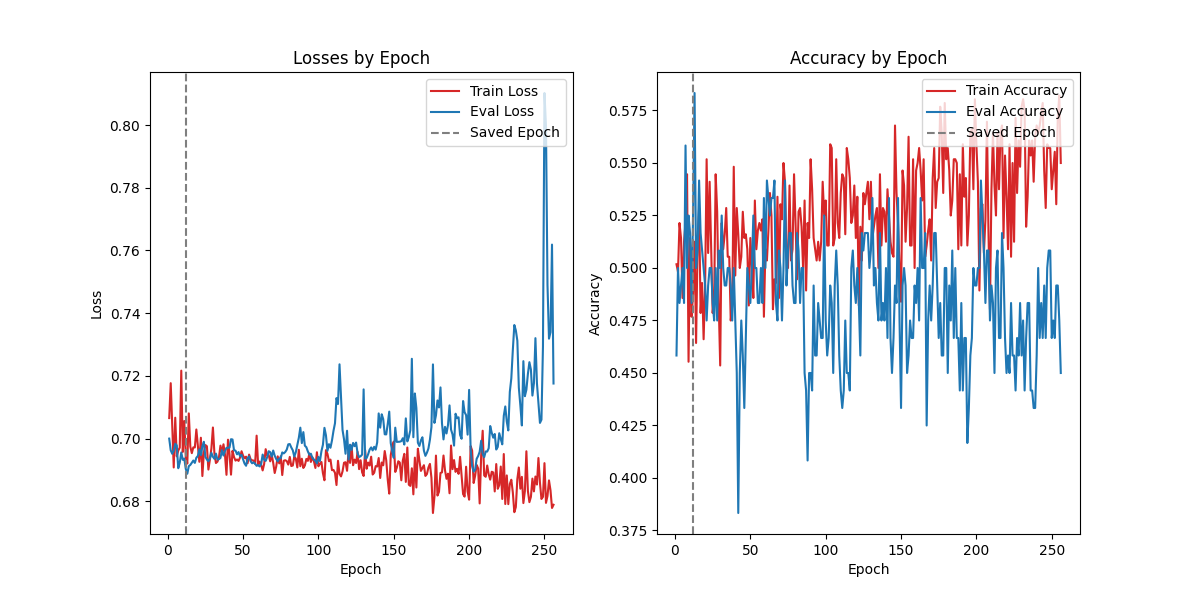 Losses by Epoch
Train Loss
Eval Loss
Saved Epoch
0.80
0.78
0.76
0.74
0.72
0.70
0.68
Loss
0
50
100
150
200
250
Epoch
Accuracy by Epoch
Train Accuracy
Eval Accuracy
Saved Epoch
0.575
0.550
0.525
0.500
0.475
0.450
0.425
0.400
0.375
Accuracy
0
50
100
150
200
250
Epoch